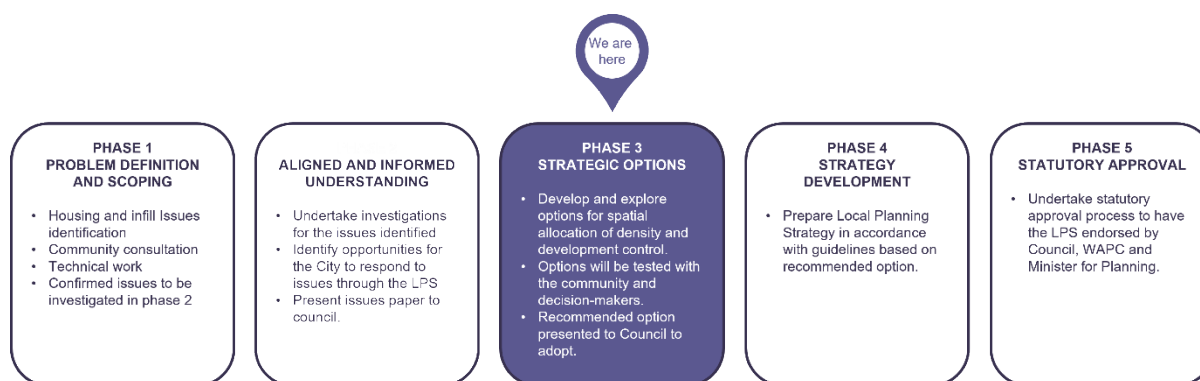 We are
here
PHASE 1
PROBLEM DEFINITION
AND SCOPING
• Housing and infill Issues
identification
• Community consultation
• Technical work
• Confirmed issues to be
investigated in phase 2
ALIGNED AND INFORMED
UNDERSTANDING
• Undertake investigations
for the issues identified
• Identify opportunities for
the City to respond to
issues through the LPS
• Present issues paper to
council.
PHASE 3
STRATEGIC OPTIONS
• Develop and explore
options for spatial
allocation of density and
development control.
• Options will be tested with
the community and
decision-makers.
• Recommended option
presented to Council to
adopt.
PHASE 4
STRATEGY
DEVELOPMENT
• Prepare Local Planning
Strategy in accordance
with guidelines based on
recommended option.
PHASE 5
STATUTORY APPROVAL
• Undertake statutory
approval process to have
the LPS endorsed by
Council, WAPC and
Minister for Planning.